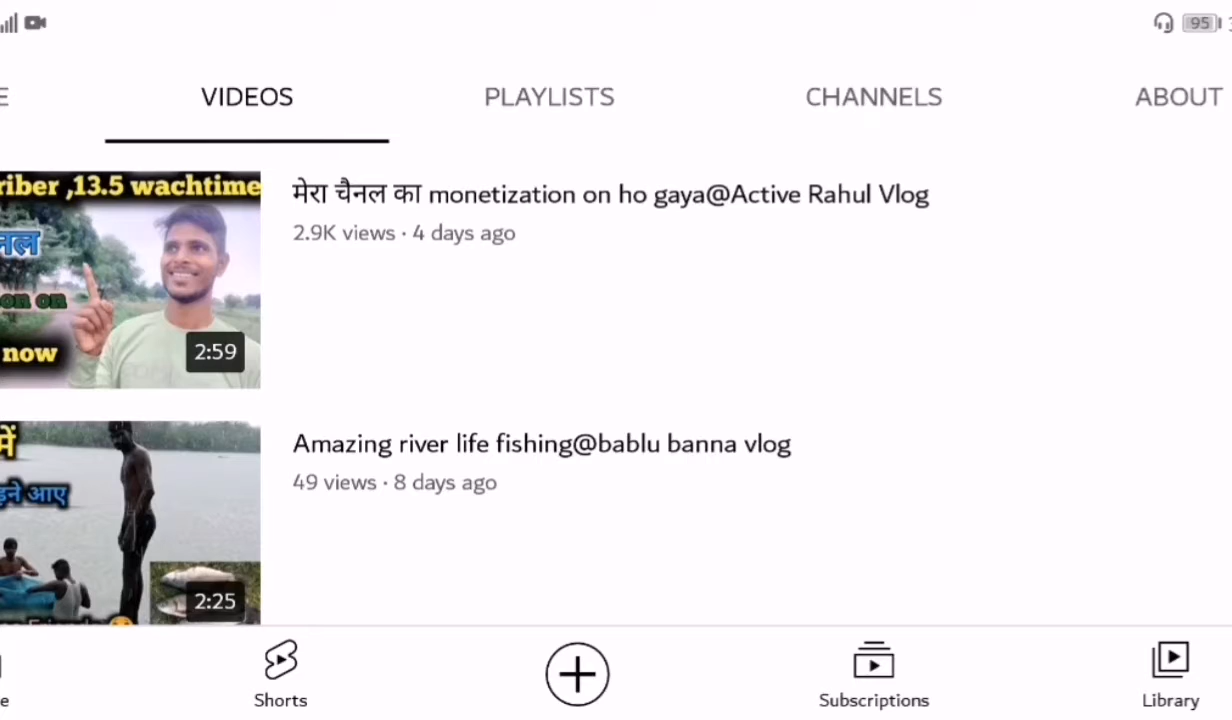 95
VIDEOS
PLAYLISTS
CHANNELS
ABOUT
,13.5 wachtime
now
2:59
मेरा चैनल का monetization on ho gaya@Active Rahul Vlog
2.9K views · 4 days ago
में
आए
2:25
Amazing river life fishing@bablu banna vlog
49 views · 8 days ago
Shorts
Subscriptions
Library